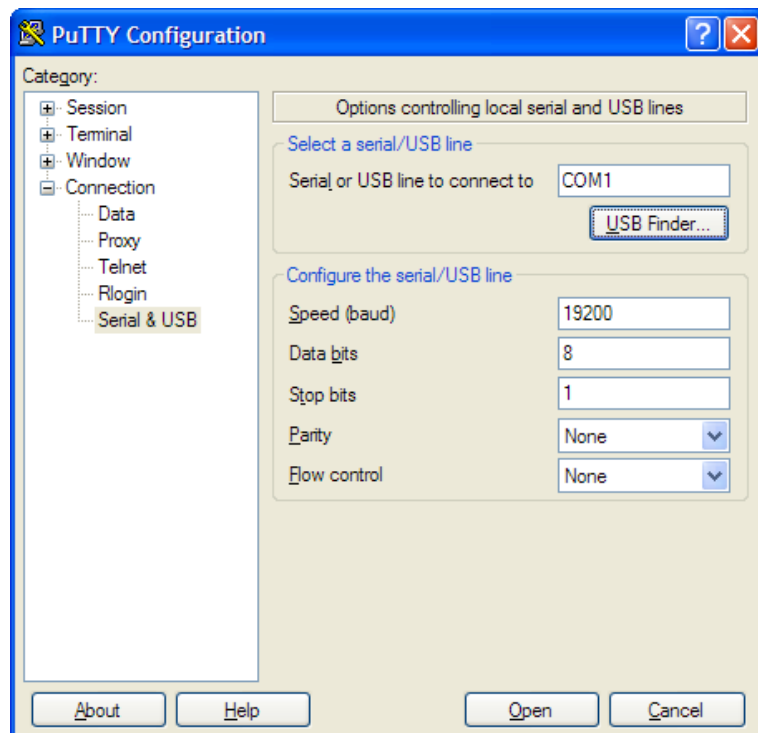 PuTTY Configuration
Category:
Session
Terminal
Window
Connection
Data
Proxy
Telnet
Rlogin
Serial & USB
Options controlling local serial and USB lines
Select a serial/USB line
Serial or USB line to connect to COM1
USB Finder...
Configure the serial/USB line
Speed (baud) 19200
Data bits 8
Stop bits 1
Parity None
Flow control None
About Help Open Cancel